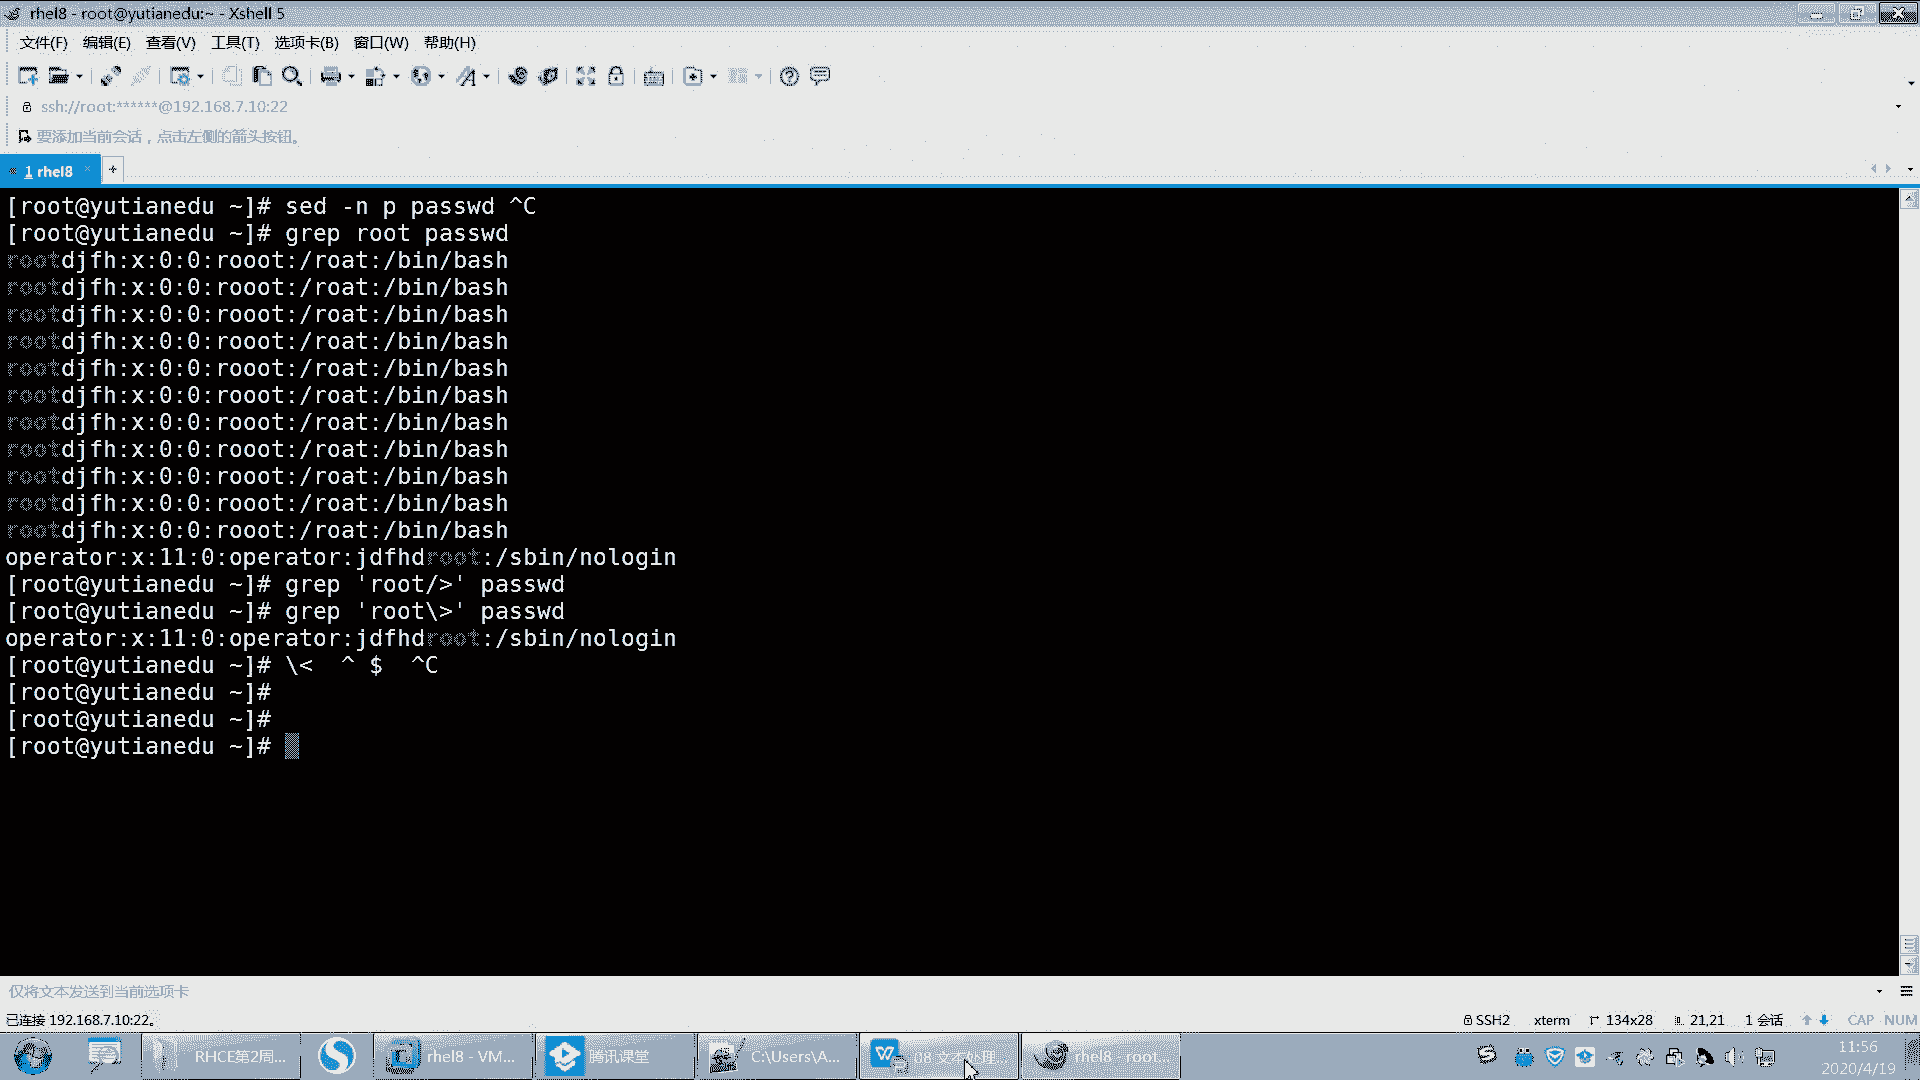 rhel8 - root@yutianedu:~ - Xshell 5
文件(F) 编辑(E) 查看(V) 工具(T) 选项卡(B) 窗口(W) 帮助(H)
ssh://root:******@192.168.7.10:22
要添加当前会话，点击左侧的箭头按钮。
1 rhel8
[root@yutianedu ~]# sed -n p passwd ^C
[root@yutianedu ~]# grep root passwd
rootdjfh:x:0:0:rooot:/roat:/bin/bash
rootdjfh:x:0:0:rooot:/roat:/bin/bash
rootdjfh:x:0:0:rooot:/roat:/bin/bash
rootdjfh:x:0:0:rooot:/roat:/bin/bash
rootdjfh:x:0:0:rooot:/roat:/bin/bash
rootdjfh:x:0:0:rooot:/roat:/bin/bash
rootdjfh:x:0:0:rooot:/roat:/bin/bash
rootdjfh:x:0:0:rooot:/roat:/bin/bash
rootdjfh:x:0:0:rooot:/roat:/bin/bash
rootdjfh:x:0:0:rooot:/roat:/bin/bash
rootdjfh:x:0:0:rooot:/roat:/bin/bash
operator:x:11:0:operator:jdfhdroot:/sbin/nologin
[root@yutianedu ~]# grep 'root/>' passwd
[root@yutianedu ~]# grep 'root\>' passwd
operator:x:11:0:operator:jdfhdroot:/sbin/nologin
[root@yutianedu ~]# \<  ^ $  ^C
[root@yutianedu ~]#
[root@yutianedu ~]#
[root@yutianedu ~]#
仅将文本发送到当前选项卡
已连接 192.168.7.10:22。 SSH2 xterm 134x28 21,21 1 会话 CAP NUM
RHCE第2周... rhel8 - VM... 腾讯课堂 C:\Users\A... 08 文本处理... rhel8 - root...
11:56
2020/4/19